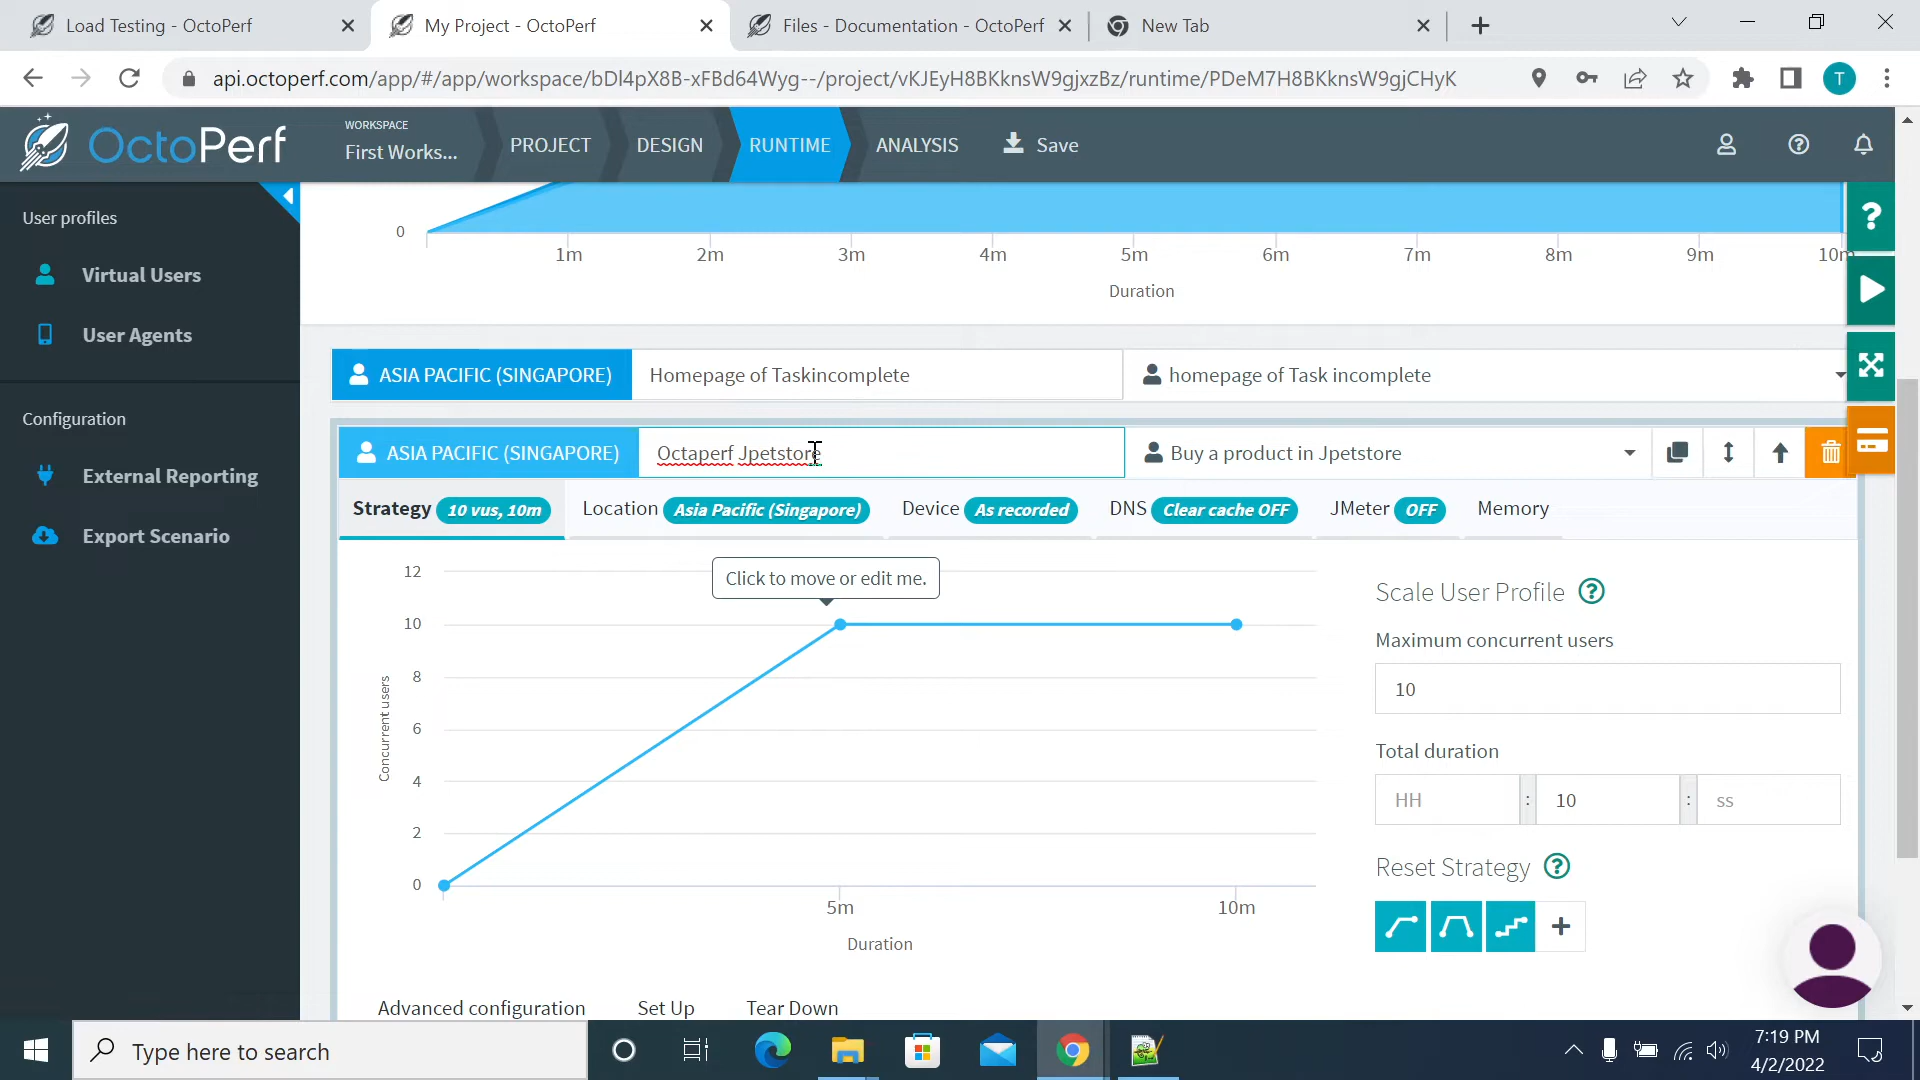 Load Testing - OctoPerf
My Project - OctoPerf
Files - Documentation - OctoPerf
New Tab
api.octoperf.com/app/#/app/workspace/bDl4pX8B-xFBd64Wyg--/project/vKJEyH8BKknsW9gjxzBz/runtime/PDeM7H8BKknsW9gjCHyK
T
OctoPerf
WORKSPACE
First Works...
PROJECT
DESIGN
RUNTIME
ANALYSIS
Save
User profiles
Virtual Users
User Agents
Configuration
External Reporting
Export Scenario
0
1m 2m 3m 4m 5m 6m 7m 8m 9m 10m
Duration
ASIA PACIFIC (SINGAPORE)
Homepage of Taskincomplete
homepage of Task incomplete
ASIA PACIFIC (SINGAPORE)
Octaperf Jpetstore
Buy a product in Jpetstore
Strategy 10 vus, 10m
Location Asia Pacific (Singapore)
Device As recorded
DNS Clear cache OFF
JMeter OFF
Memory
Click to move or edit me.
12
10
8
6
4
2
0
Concurrent users
5m
10m
Duration
Scale User Profile
Maximum concurrent users
10
Total duration
HH : 10 : ss
Reset Strategy
Advanced configuration
Set Up
Tear Down
Type here to search
7:19 PM
4/2/2022